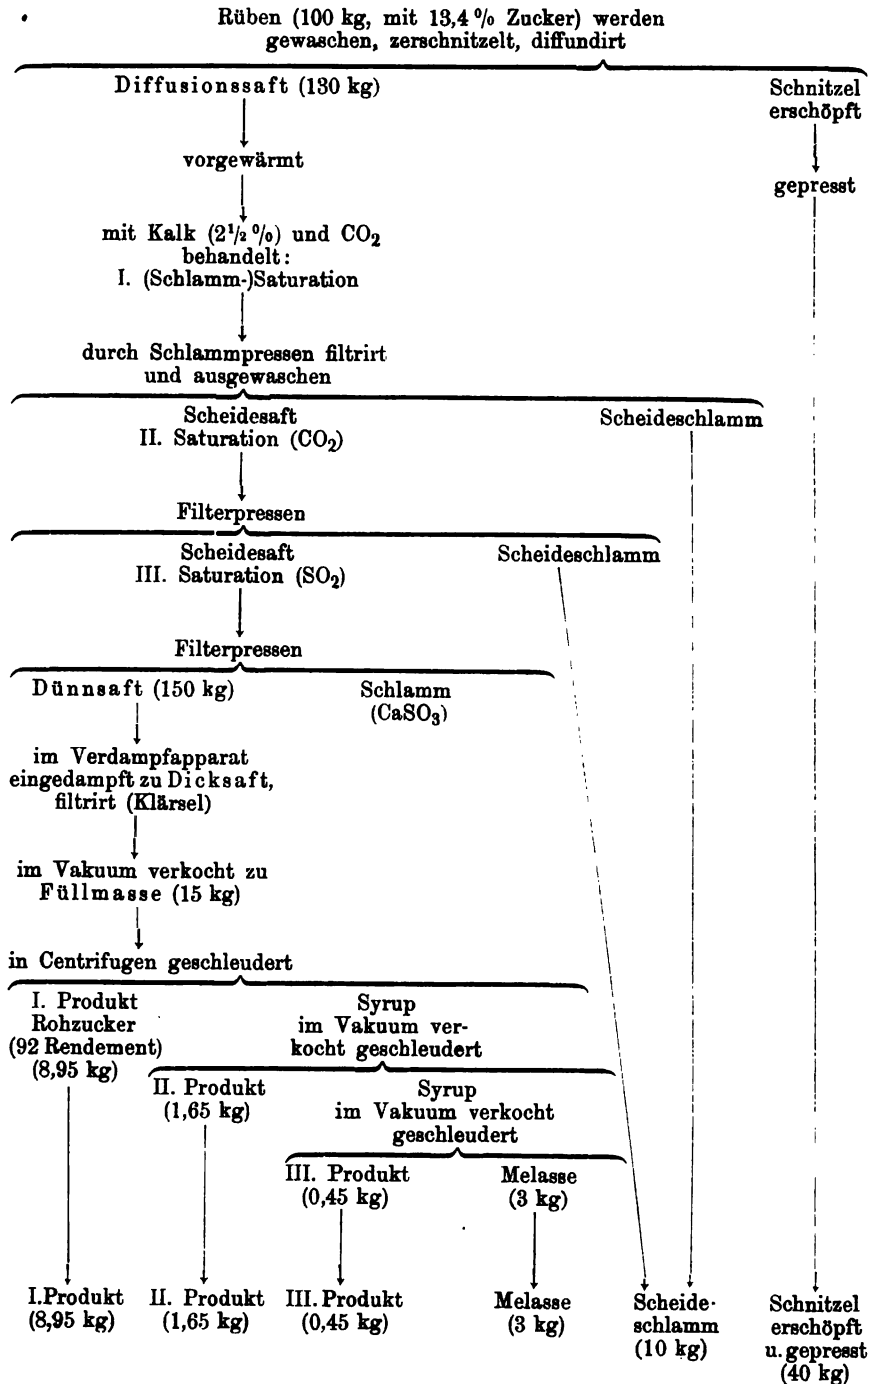 Rüben (100 kg, mit 13,4 % Zucker) werden
gewaschen, zerschnitzelt, diffundirt
Diffusionssaft (130 kg)
Schnitzel
erschöpft
vorgewärmt
gepresst
mit Kalk (2½ %) und CO₂
behandelt:
I. (Schlamm-)Saturation
durch Schlammpressen filtrirt
und ausgewaschen
Scheidesaft
II. Saturation (CO₂)
Scheideschlamm
Filterpressen
Scheidesaft
III. Saturation (SO₂)
Scheideschlamm
Filterpressen
Dünnsaft (150 kg)
Schlamm
(CaSO₃)
im Verdampfapparat
eingedampft zu Dicksaft,
filtrirt (Klärsel)
im Vakuum verkocht zu
Füllmasse (15 kg)
in Centrifugen geschleudert
I. Produkt
Rohzucker
(92 Rendement)
(8,95 kg)
Syrup
im Vakuum ver-
kocht geschleudert
II. Produkt
(1,65 kg)
Syrup
im Vakuum verkocht
geschleudert
III. Produkt
(0,45 kg)
Melasse
(3 kg)
I. Produkt
(8,95 kg)
II. Produkt
(1,65 kg)
III. Produkt
(0,45 kg)
Melasse
(3 kg)
Scheide-
schlamm
(10 kg)
Schnitzel
erschöpft
u. gepresst
(40 kg)